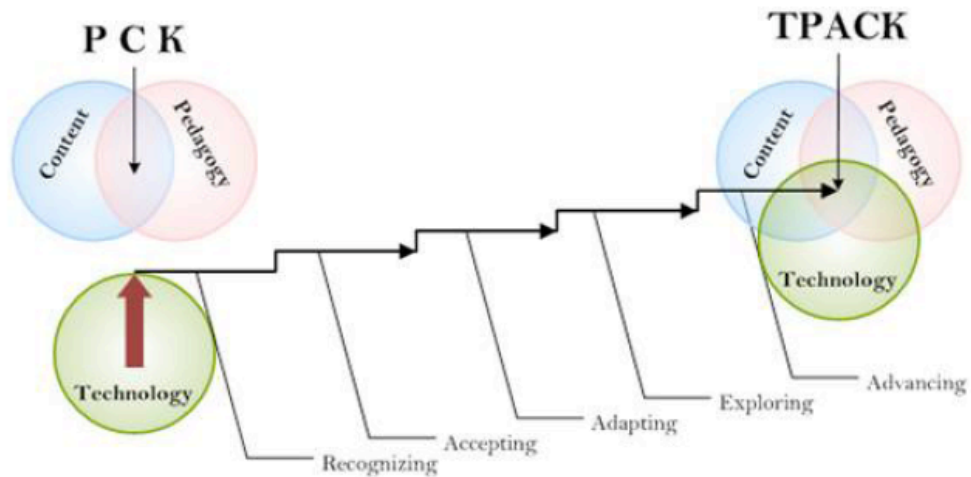 P C K
TPACK
Content
Pedagogy
Content
Pedagogy
Technology
Technology
Advancing
Exploring
Adapting
Accepting
Recognizing